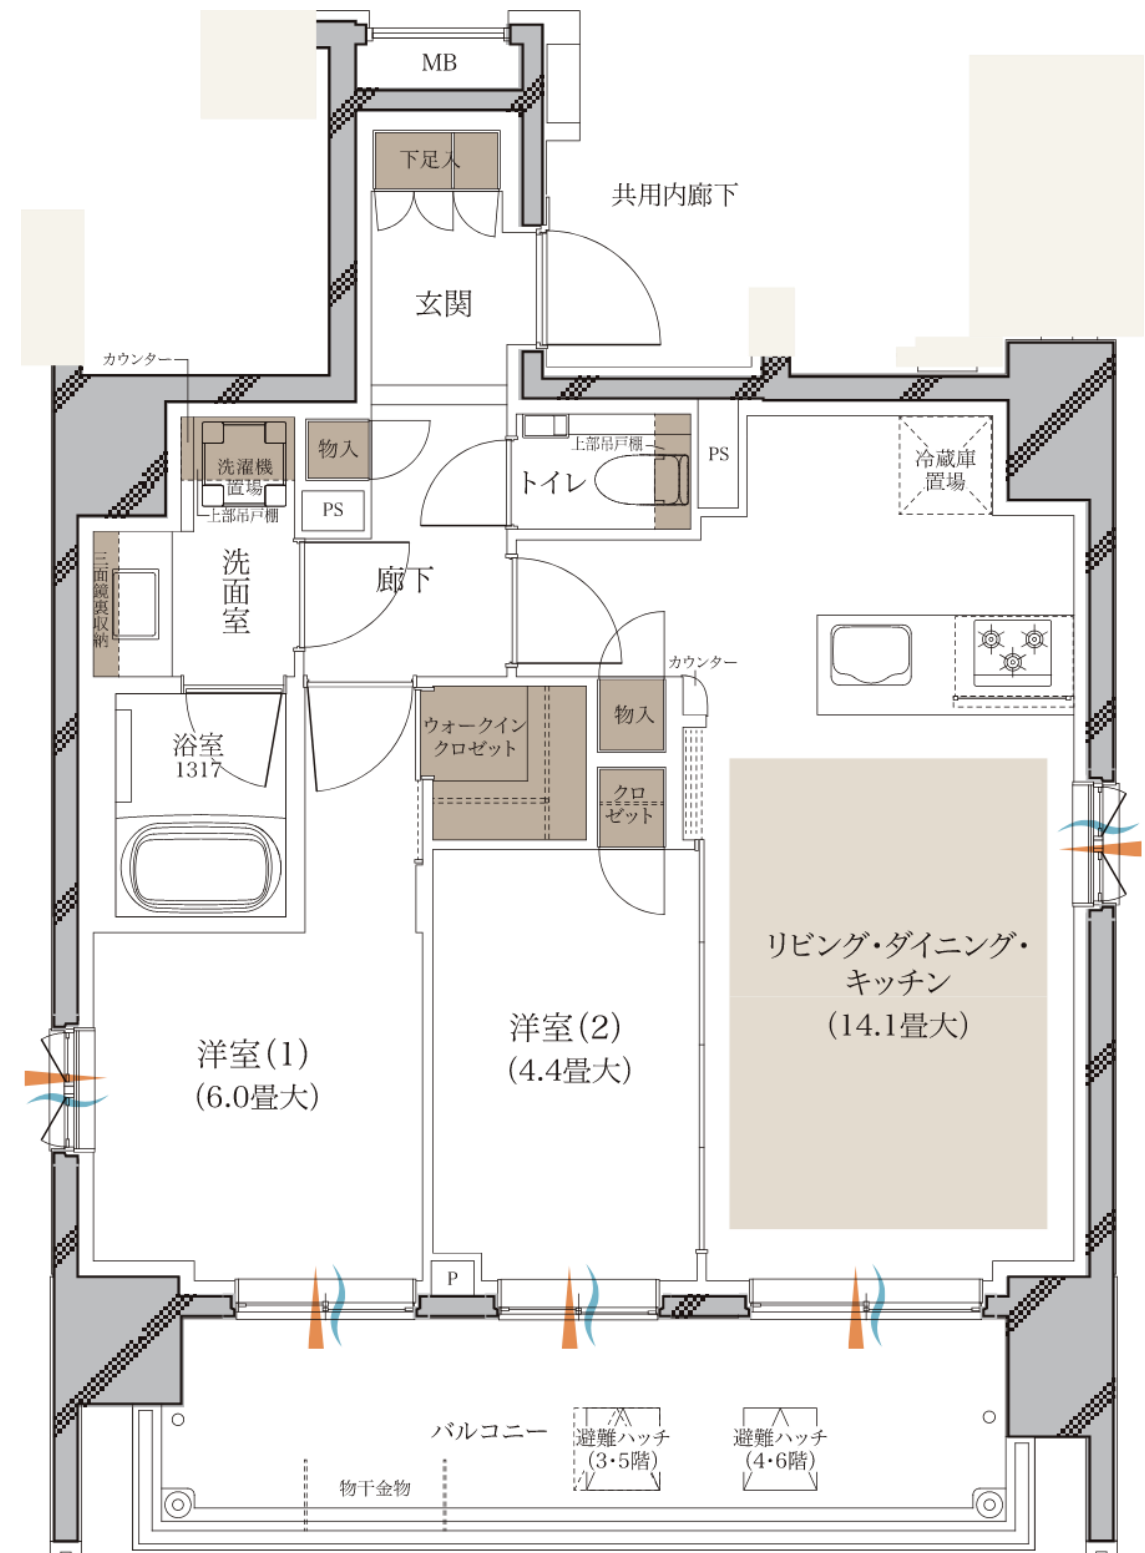 MB
下足入
共用内廊下
玄関
カウンター
物入
洗濯機
置場
上部吊戸棚
PS
上部吊戸棚
トイレ
PS
冷蔵庫
置場
三面鏡裏収納
洗面室
廊下
カウンター
ウォークイン
クロゼット
物入
浴室
1317
クロ
ゼット
リビング・ダイニング・
キッチン
(14.1畳大)
洋室(1)
(6.0畳大)
洋室(2)
(4.4畳大)
P
バルコニー
避難ハッチ
(3・5階)
避難ハッチ
(4・6階)
物干金物